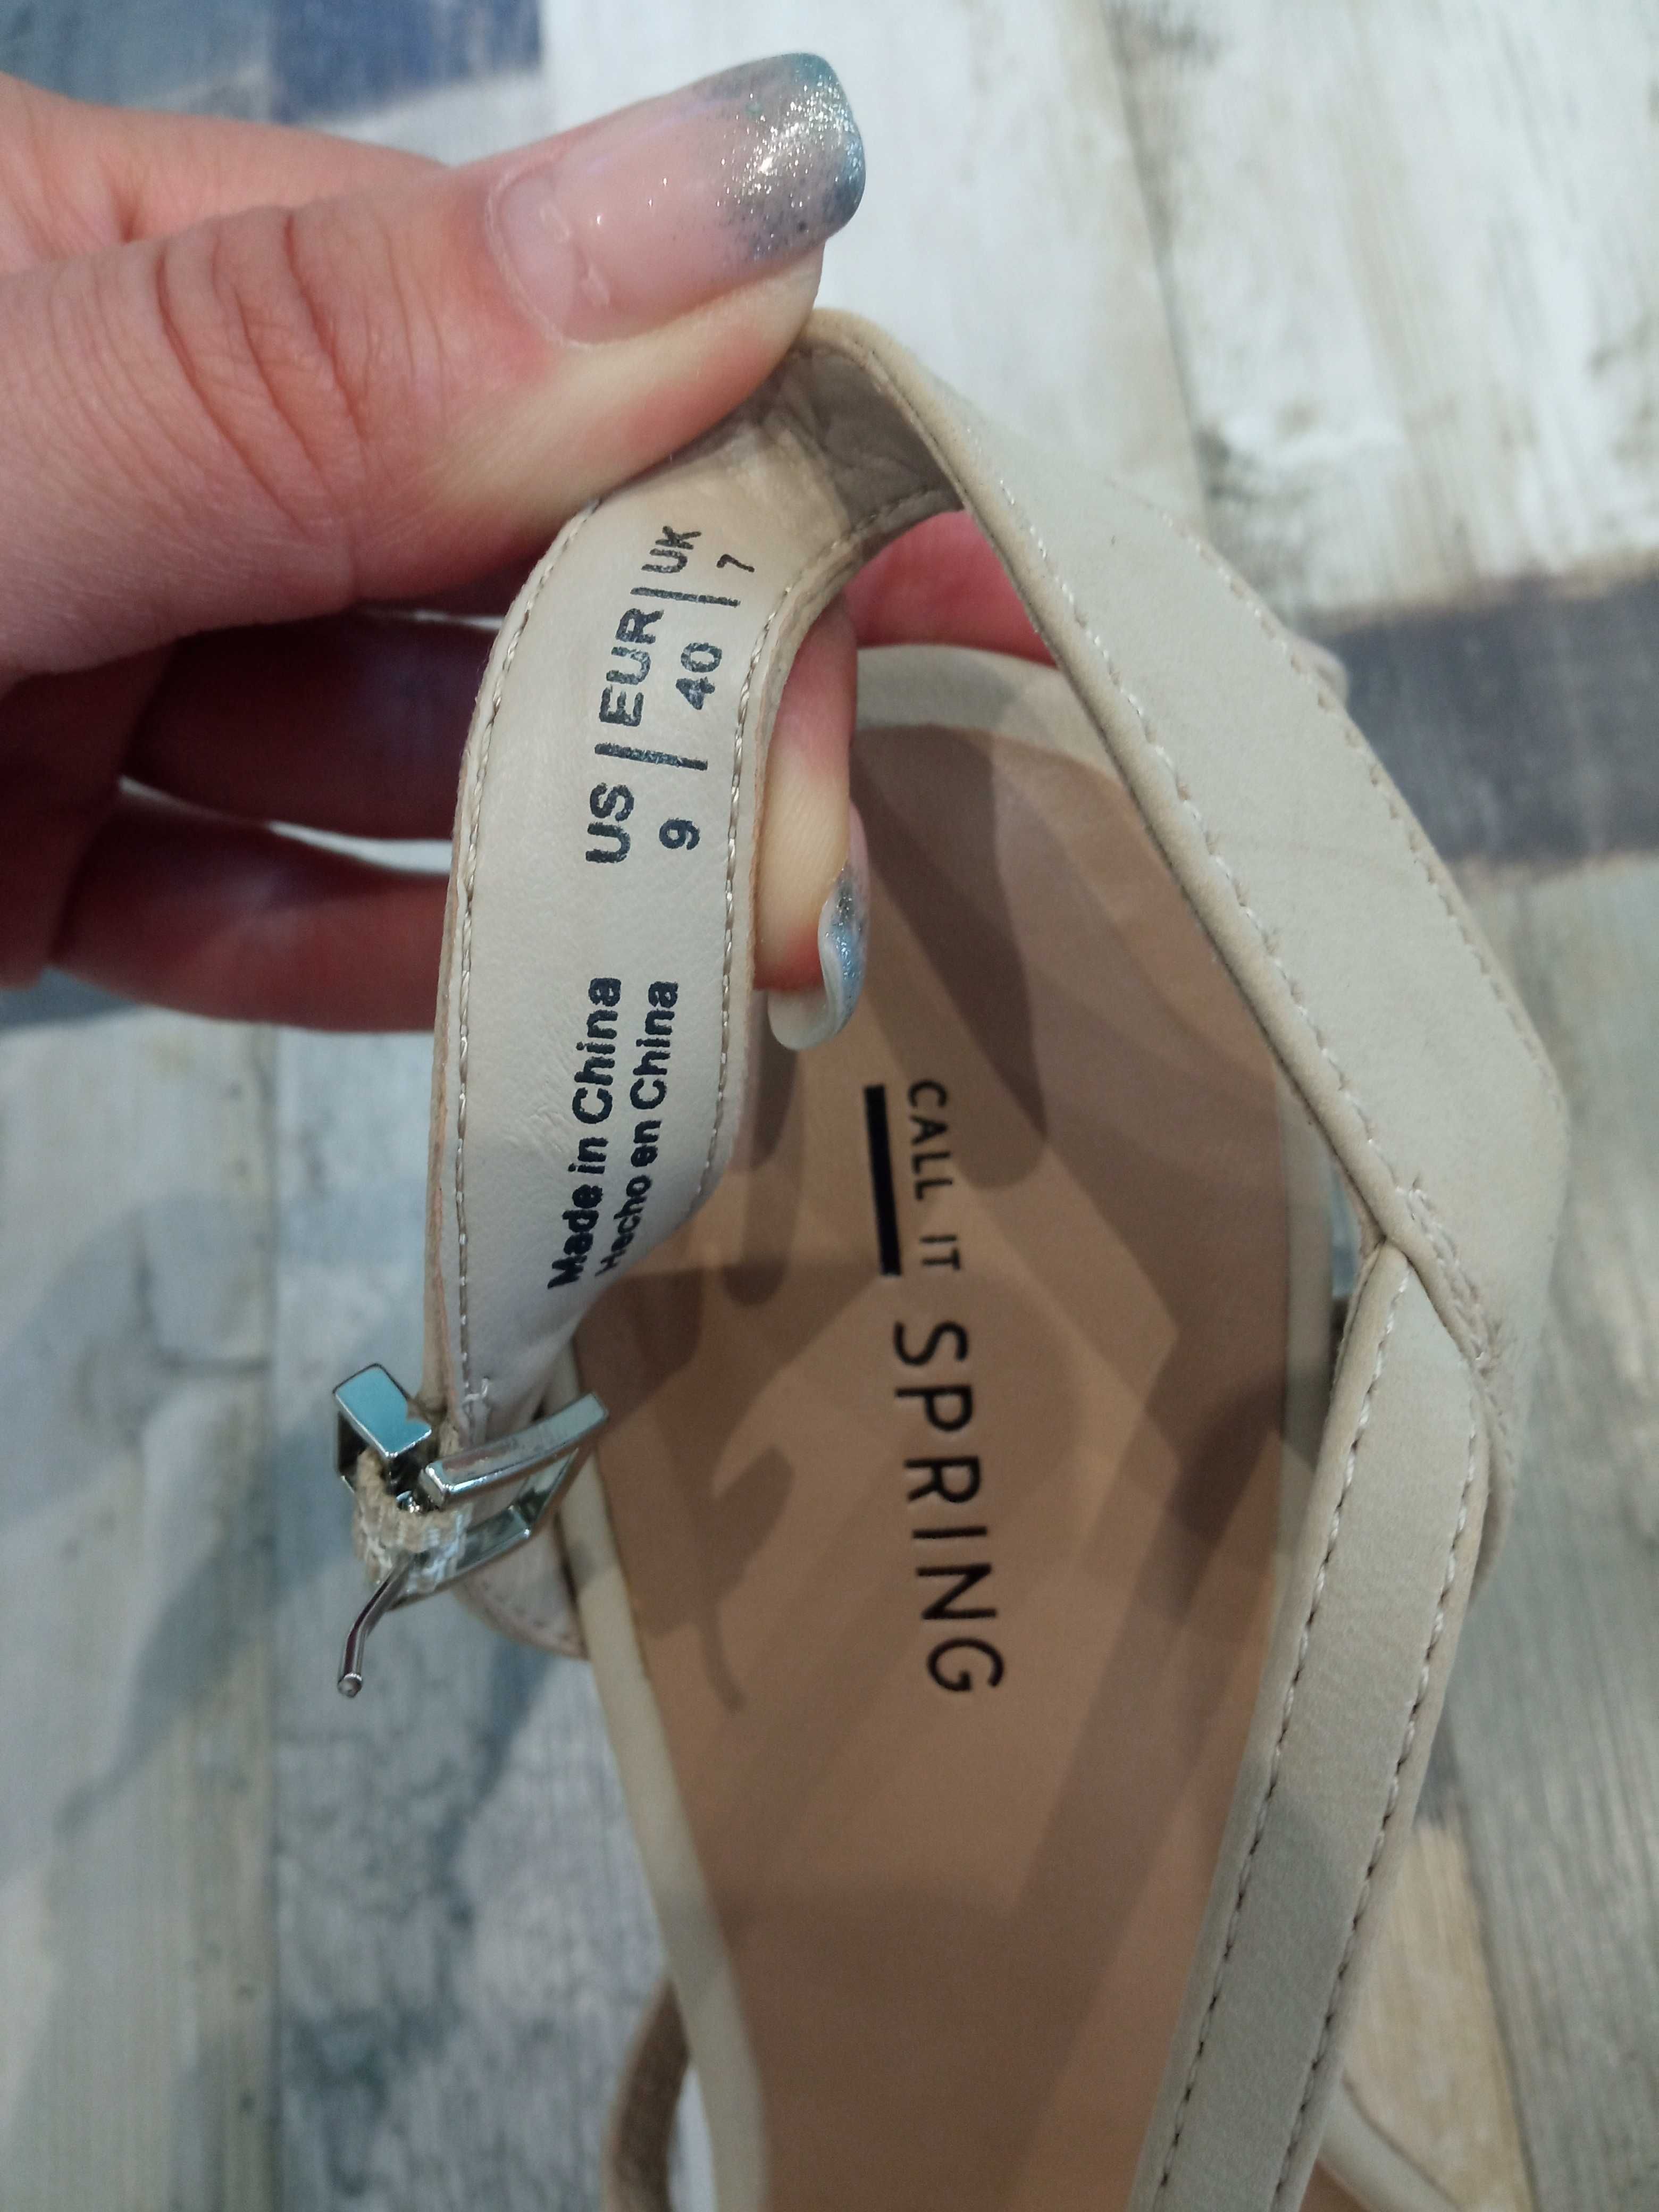 US|EUR|UK
9|40|7
Made in China
Hecho en China
CALL IT
SPRING